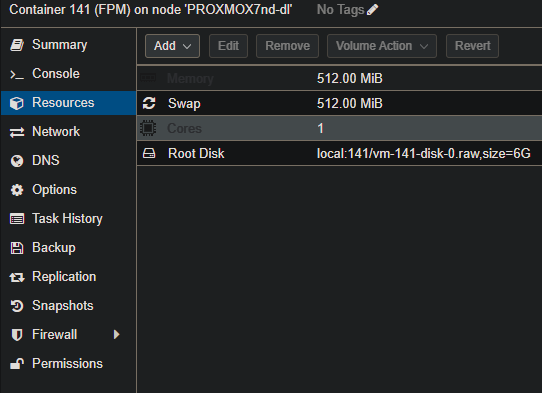 Container 141 (FPM) on node 'PROXMOX7nd-dl' No Tags
Summary
Console
Resources
Network
DNS
Options
Task History
Backup
Replication
Snapshots
Firewall
Permissions
Add Edit Remove Volume Action Revert
Memory 512.00 MiB
Swap 512.00 MiB
Cores 1
Root Disk local:141/vm-141-disk-0.raw,size=6G